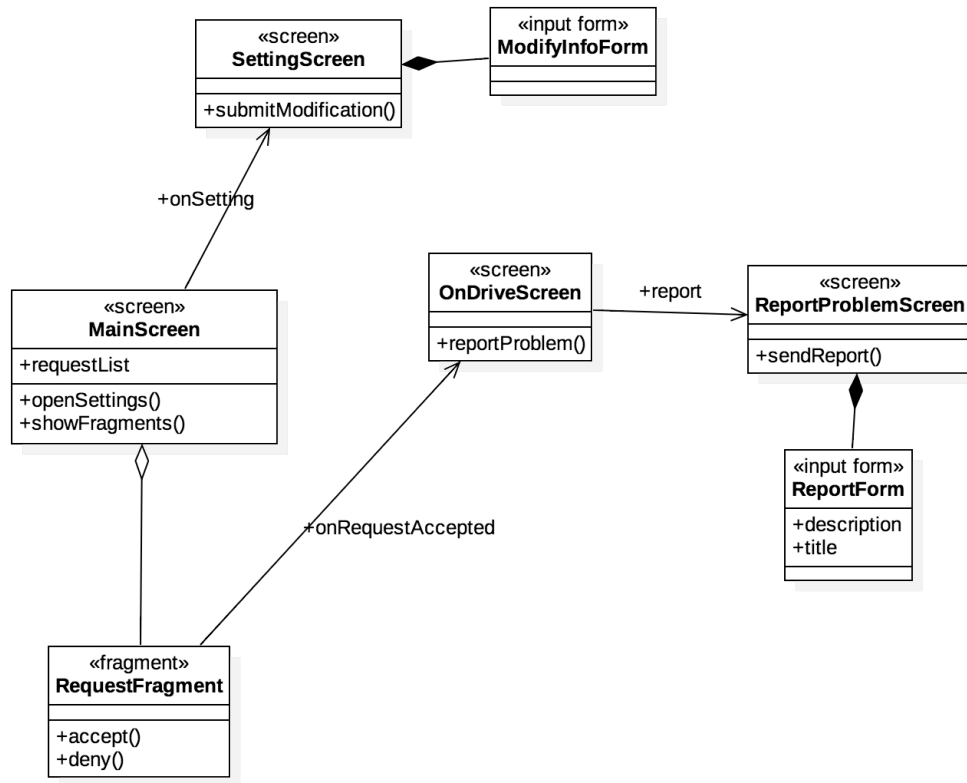 «screen»
SettingScreen
+submitModification()
«input form»
ModifyInfoForm
+onSetting
«screen»
MainScreen
+requestList
+openSettings()
+showFragments()
«screen»
OnDriveScreen
+reportProblem()
+report
«screen»
ReportProblemScreen
+sendReport()
«input form»
ReportForm
+description
+title
+onRequestAccepted
«fragment»
RequestFragment
+accept()
+deny()